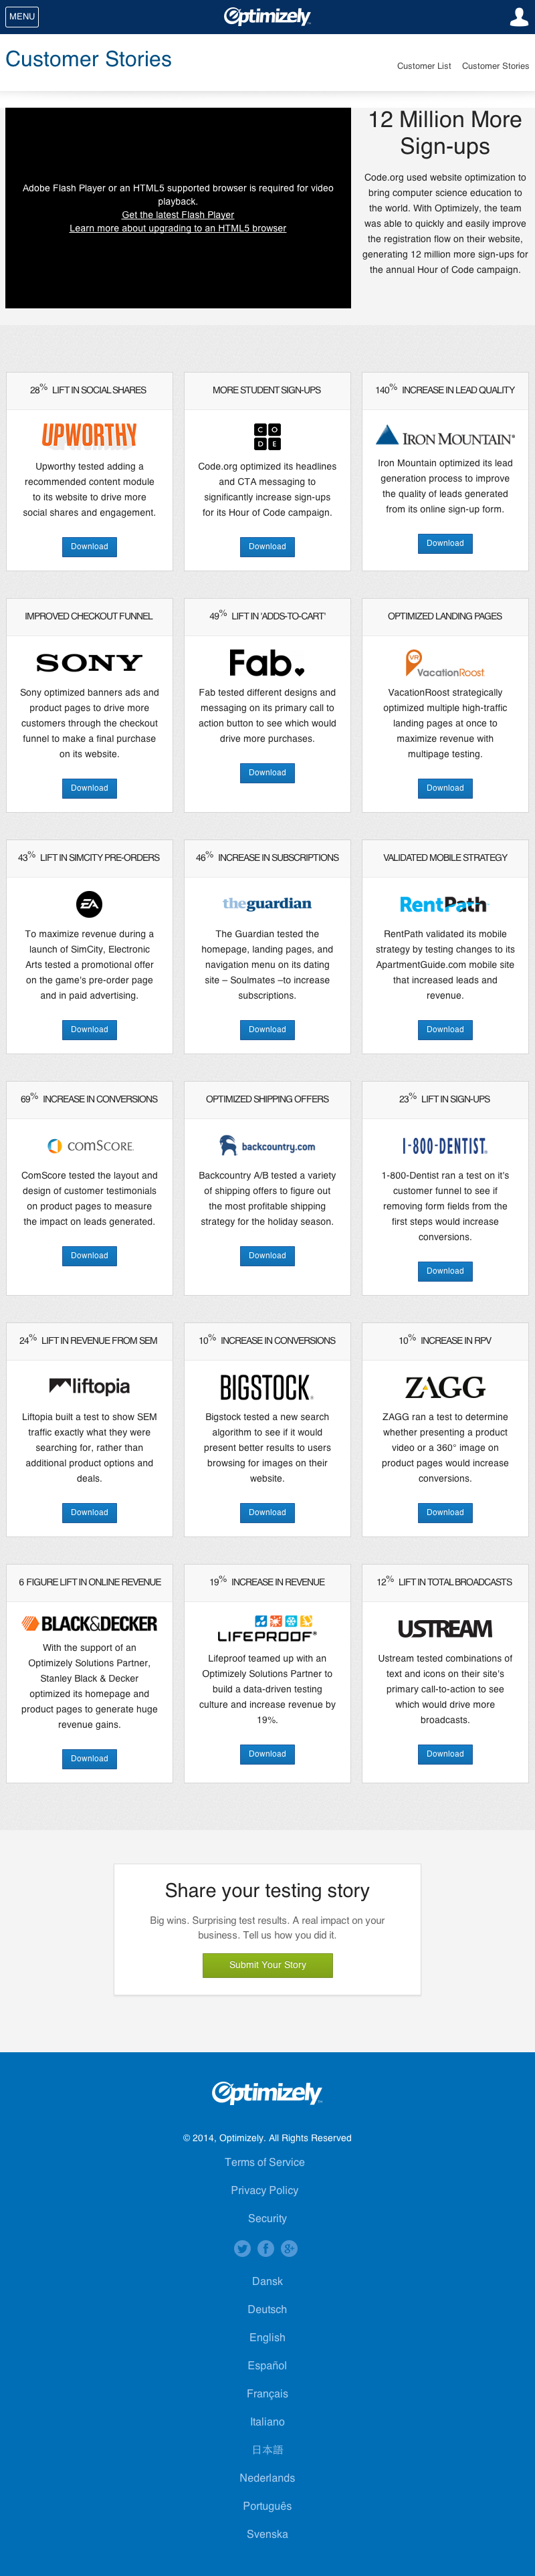 MENU
Optimizely
Customer Stories
Customer List Customer Stories
Adobe Flash Player or an HTML5 supported browser is required for video
playback.
Get the latest Flash Player
Learn more about upgrading to an HTML5 browser
12 Million More
Sign-ups
Code.org used website optimization to
bring computer science education to
the world. With Optimizely, the team
was able to quickly and easily improve
the registration flow on their website,
generating 12 million more sign-ups for
the annual Hour of Code campaign.
28% LIFT IN SOCIAL SHARES
UPWORTHY
Upworthy tested adding a
recommended content module
to its website to drive more
social shares and engagement.
Download
MORE STUDENT SIGN-UPS
C O
D E
Code.org optimized its headlines
and CTA messaging to
significantly increase sign-ups
for its Hour of Code campaign.
Download
140% INCREASE IN LEAD QUALITY
IRON MOUNTAIN®
Iron Mountain optimized its lead
generation process to improve
the quality of leads generated
from its online sign-up form.
Download
IMPROVED CHECKOUT FUNNEL
SONY
Sony optimized banners ads and
product pages to drive more
customers through the checkout
funnel to make a final purchase
on its website.
Download
49% LIFT IN 'ADDS-TO-CART'
Fab
Fab tested different designs and
messaging on its primary call to
action button to see which would
drive more purchases.
Download
OPTIMIZED LANDING PAGES
VR
VacationRoost
VacationRoost strategically
optimized multiple high-traffic
landing pages at once to
maximize revenue with
multipage testing.
Download
43% LIFT IN SIMCITY PRE-ORDERS
EA
To maximize revenue during a
launch of SimCity, Electronic
Arts tested a promotional offer
on the game's pre-order page
and in paid advertising.
Download
46% INCREASE IN SUBSCRIPTIONS
theguardian
The Guardian tested the
homepage, landing pages, and
navigation menu on its dating
site – Soulmates –to increase
subscriptions.
Download
VALIDATED MOBILE STRATEGY
RentPath
RentPath validated its mobile
strategy by testing changes to its
ApartmentGuide.com mobile site
that increased leads and
revenue.
Download
69% INCREASE IN CONVERSIONS
COMSCORE.
ComScore tested the layout and
design of customer testimonials
on product pages to measure
the impact on leads generated.
Download
OPTIMIZED SHIPPING OFFERS
backcountry.com
Backcountry A/B tested a variety
of shipping offers to figure out
the most profitable shipping
strategy for the holiday season.
Download
23% LIFT IN SIGN-UPS
1-800-DENTIST®
1-800-Dentist ran a test on it's
customer funnel to see if
removing form fields from the
first steps would increase
conversions.
Download
24% LIFT IN REVENUE FROM SEM
liftopia
Liftopia built a test to show SEM
traffic exactly what they were
searching for, rather than
additional product options and
deals.
Download
10% INCREASE IN CONVERSIONS
BIGSTOCK®
Bigstock tested a new search
algorithm to see if it would
present better results to users
browsing for images on their
website.
Download
10% INCREASE IN RPV
ZAGG
ZAGG ran a test to determine
whether presenting a product
video or a 360° image on
product pages would increase
conversions.
Download
6 FIGURE LIFT IN ONLINE REVENUE
BLACK&DECKER
With the support of an
Optimizely Solutions Partner,
Stanley Black & Decker
optimized its homepage and
product pages to generate huge
revenue gains.
Download
19% INCREASE IN REVENUE
LIFEPROOF®
Lifeproof teamed up with an
Optimizely Solutions Partner to
build a data-driven testing
culture and increase revenue by
19%.
Download
12% LIFT IN TOTAL BROADCASTS
USTREAM
Ustream tested combinations of
text and icons on their site's
primary call-to-action to see
which would drive more
broadcasts.
Download
Share your testing story
Big wins. Surprising test results. A real impact on your
business. Tell us how you did it.
Submit Your Story
Optimizely
© 2014, Optimizely. All Rights Reserved
Terms of Service
Privacy Policy
Security
Dansk
Deutsch
English
Español
Français
Italiano
日本語
Nederlands
Português
Svenska